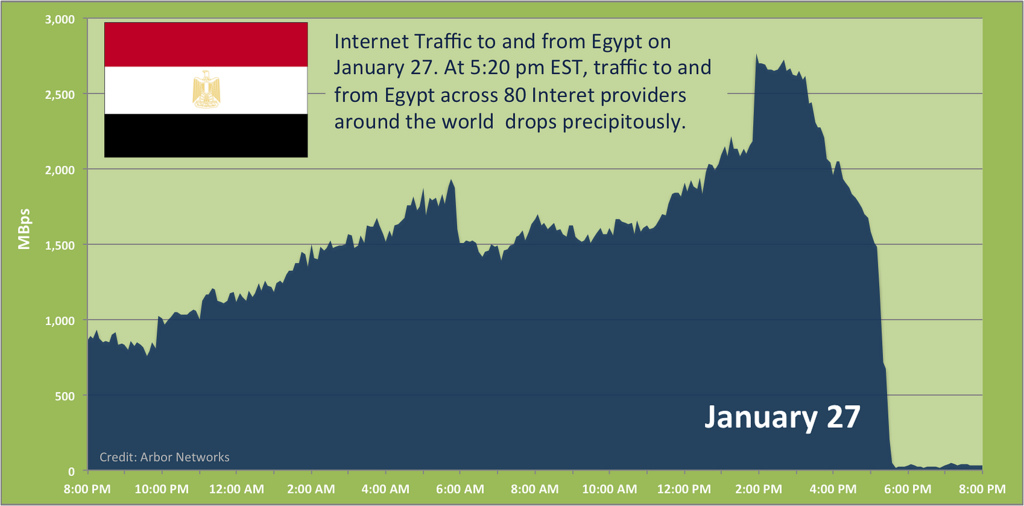 3,000
Internet Traffic to and from Egypt on
January 27. At 5:20 pm EST, traffic to and
from Egypt across 80 Interet providers
around the world drops precipitously.
2,500
2,000
1,500
1,000
500
0
MBps
January 27
Credit: Arbor Networks
8:00 PM 10:00 PM 12:00 AM 2:00 AM 4:00 AM 6:00 AM 8:00 AM 10:00 AM 12:00 PM 2:00 PM 4:00 PM 6:00 PM 8:00 PM